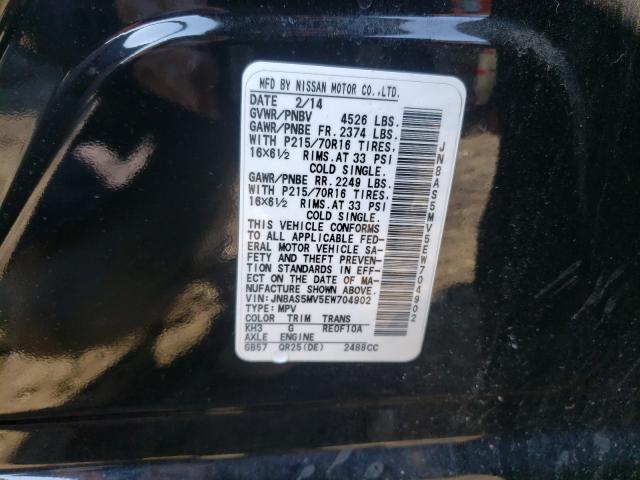 MFD BY NISSAN MOTOR CO.,LTD.
DATE 2/14
GVWR/PNBV 4526 LBS.
GAWR/PNBE FR. 2374 LBS.
WITH P215/70R16 TIRES,
16X6½ RIMS.AT 33 PSI
COLD SINGLE.
GAWR/PNBE RR. 2249 LBS.
WITH P215/70R16 TIRES,
16X6½ RIMS.AT 33 PSI
COLD SINGLE.
THIS VEHICLE CONFORMS
TO ALL APPLICABLE FED-
ERAL MOTOR VEHICLE SA-
FETY AND THEFT PREVEN-
TION STANDARDS IN EFF-
ECT ON THE DATE OF MA-
NUFACTURE SHOWN ABOVE.
VIN: JN8AS5MV5EW704902
TYPE: MPV
COLOR TRIM TRANS
KH3 G RE0F10A
AXLE ENGINE
GB57 QR25(DE) 2488CC
JN8AS5MV5EW704902